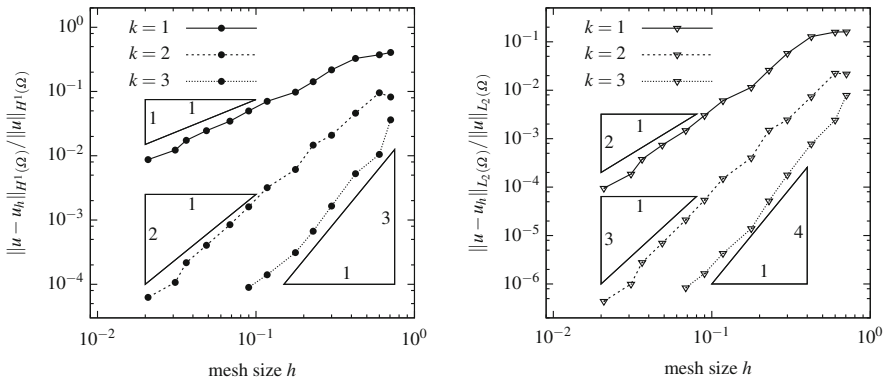 10^0
10^{-1}
10^{-2}
10^{-3}
10^{-4}
||u − u_h||_{H^1(Ω)}/||u||_{H^1(Ω)}
k = 1
k = 2
k = 3
1
1
1
2
3
1
10^{-2}
10^{-1}
10^0
mesh size h
10^{-1}
10^{-2}
10^{-3}
10^{-4}
10^{-5}
10^{-6}
||u − u_h||_{L_2(Ω)}/||u||_{L_2(Ω)}
k = 1
k = 2
k = 3
1
2
1
3
4
1
10^{-2}
10^{-1}
10^0
mesh size h